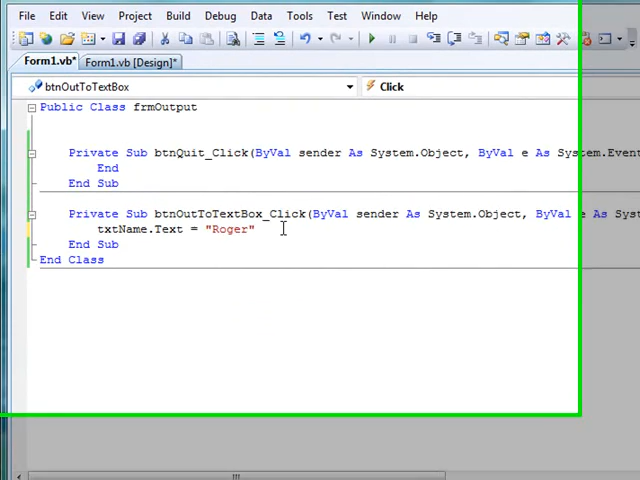 File Edit View Project Build Debug Data Tools Test Window Help
Form1.vb* Form1.vb [Design]*
btnOutToTextBox Click
Public Class frmOutput
Private Sub btnQuit_Click(ByVal sender As System.Object, ByVal e As System.Event
End
End Sub
Private Sub btnOutToTextBox_Click(ByVal sender As System.Object, ByVal e As Syst
txtName.Text = "Roger"
End Sub
End Class